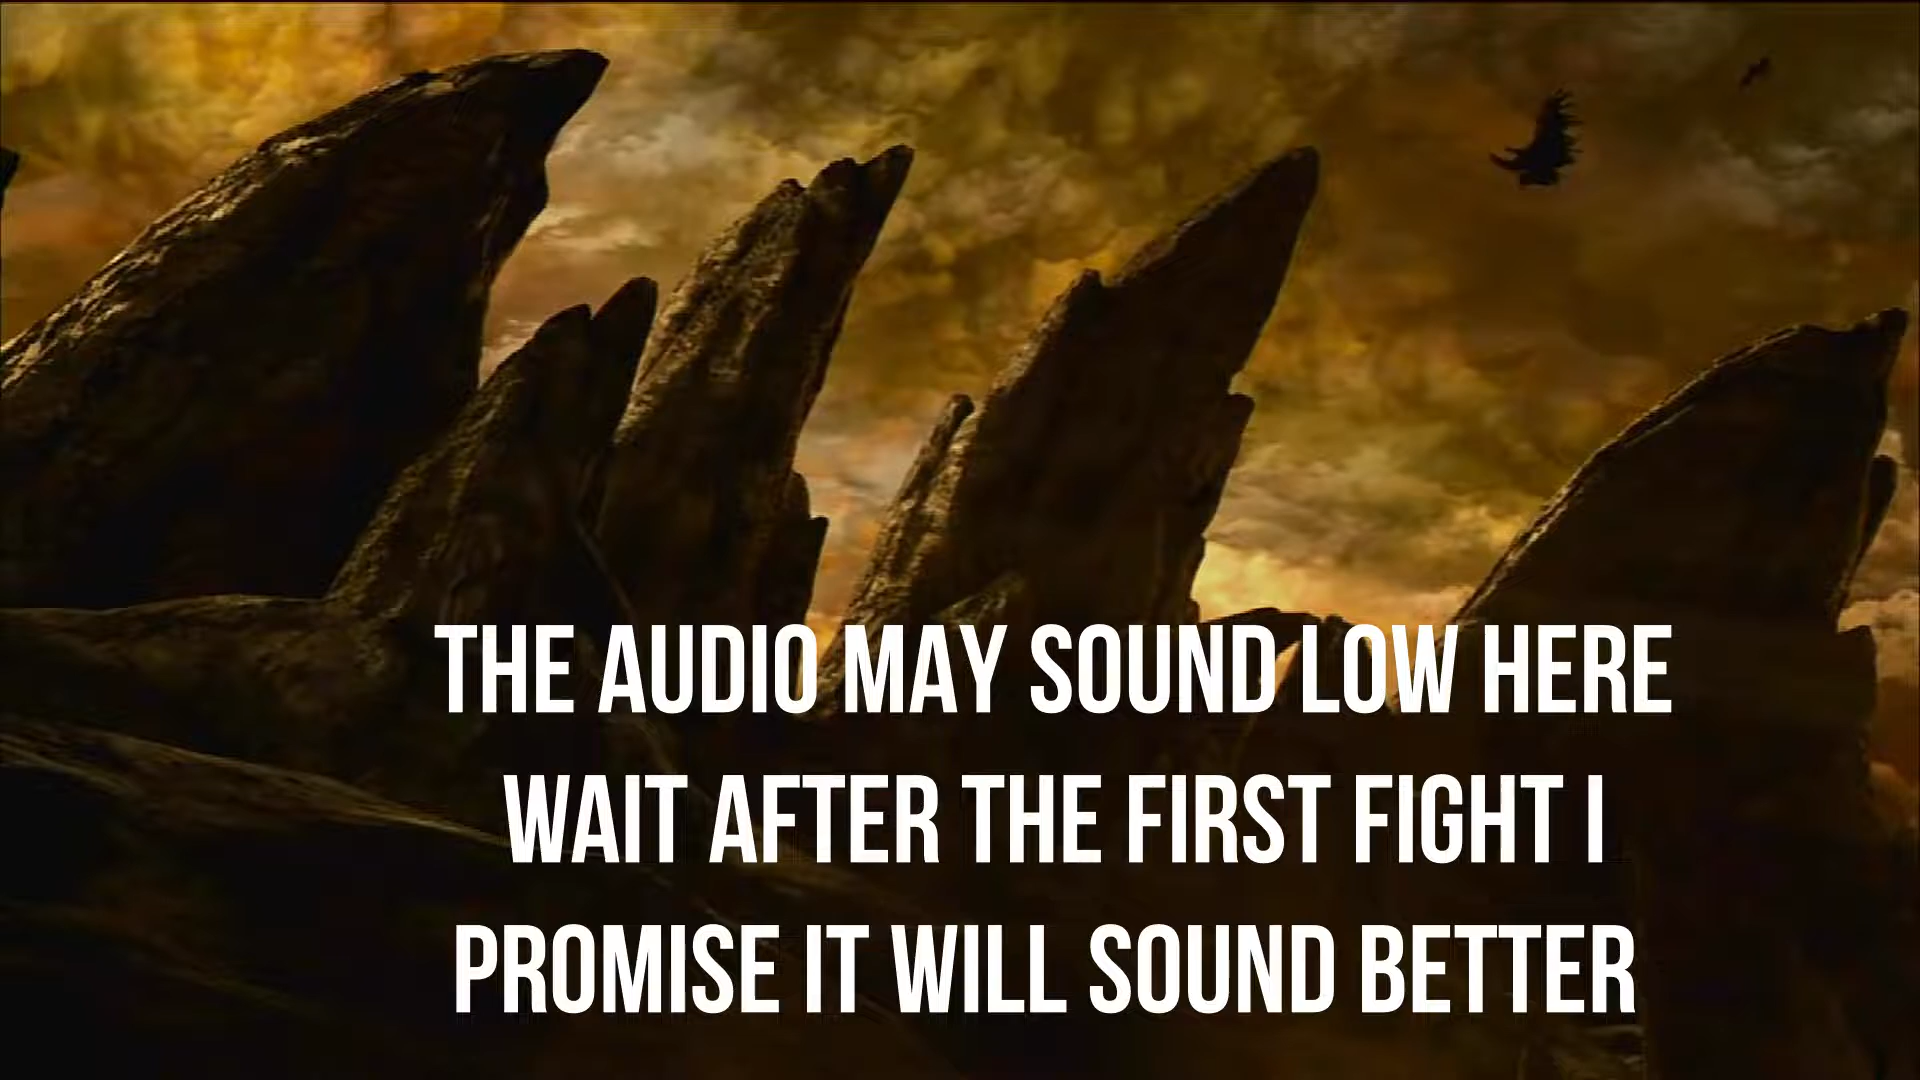 THE AUDIO MAY SOUND LOW HERE
WAIT AFTER THE FIRST FIGHT I
PROMISE IT WILL SOUND BETTER